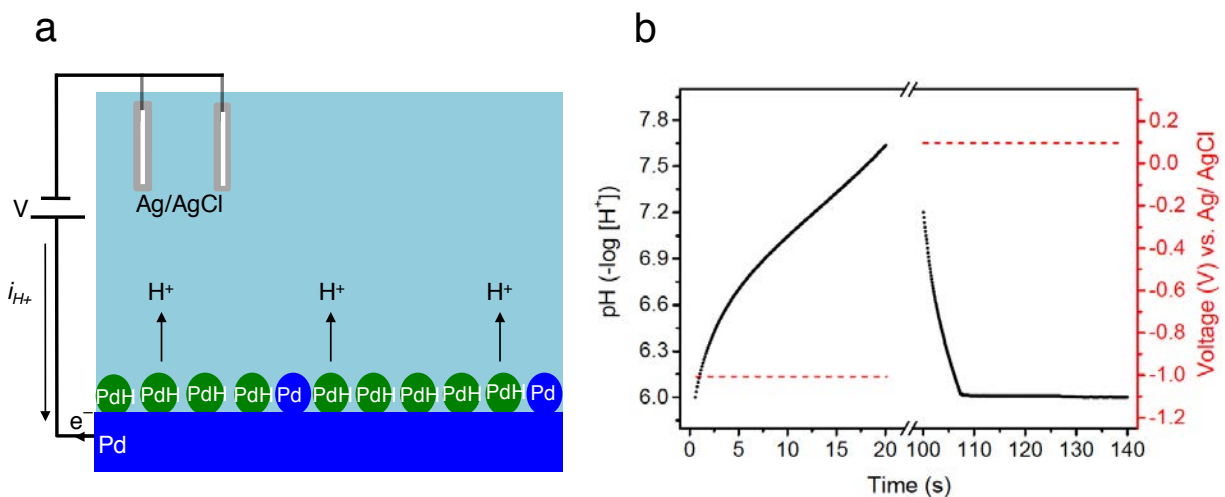 a
Ag/AgCl
V
i_{H+}
H⁺ H⁺ H⁺
PdH PdH PdH PdH Pd PdH PdH PdH PdH PdH Pd
e⁻
Pd
b
pH (-log [H⁺])
7.8
7.5
7.2
6.9
6.6
6.3
6.0
0.2
0.0
-0.2
-0.4
-0.6
-0.8
-1.0
-1.2
Voltage (V) vs. Ag/ AgCl
0 5 10 15 20 100 110 120 130 140
Time (s)